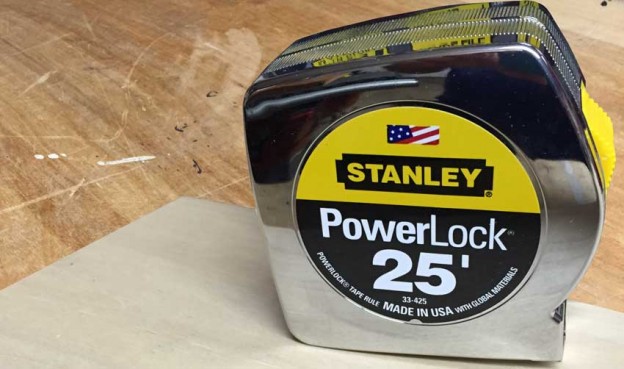 STANLEY®
PowerLock®
25'
33-425
POWERLOCK® TAPE RULE MADE IN USA WITH GLOBAL MATERIALS